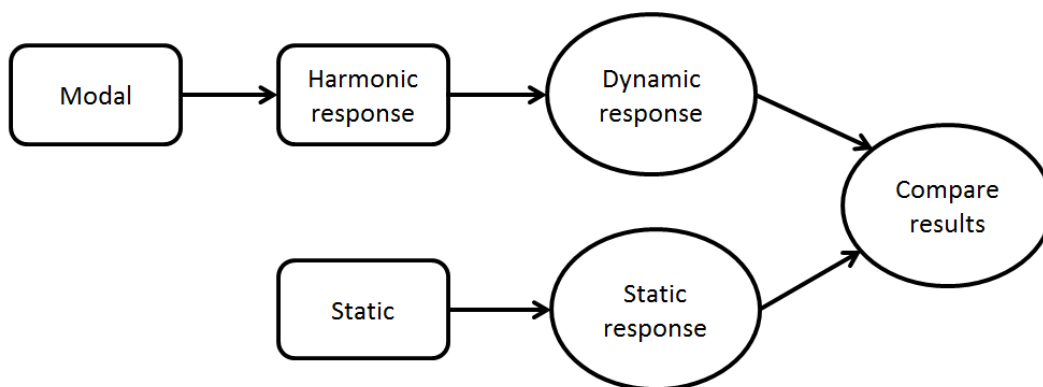 Modal
Harmonic
response
Dynamic
response
Compare
results
Static
Static
response